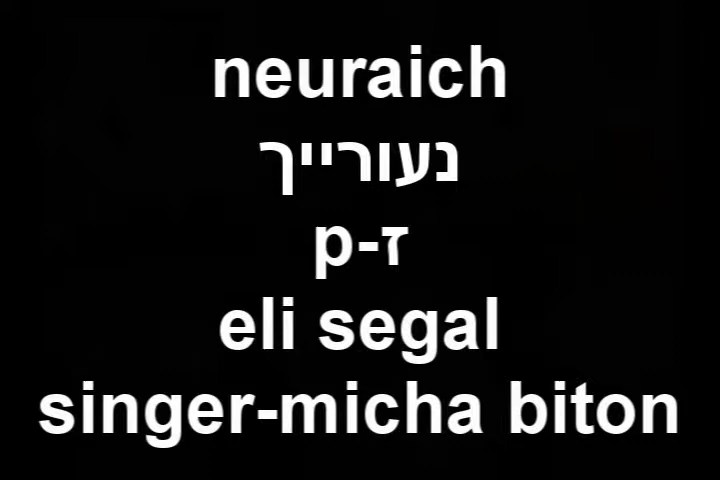 neuraich
נעורייך
p-ז
eli segal
singer-micha biton